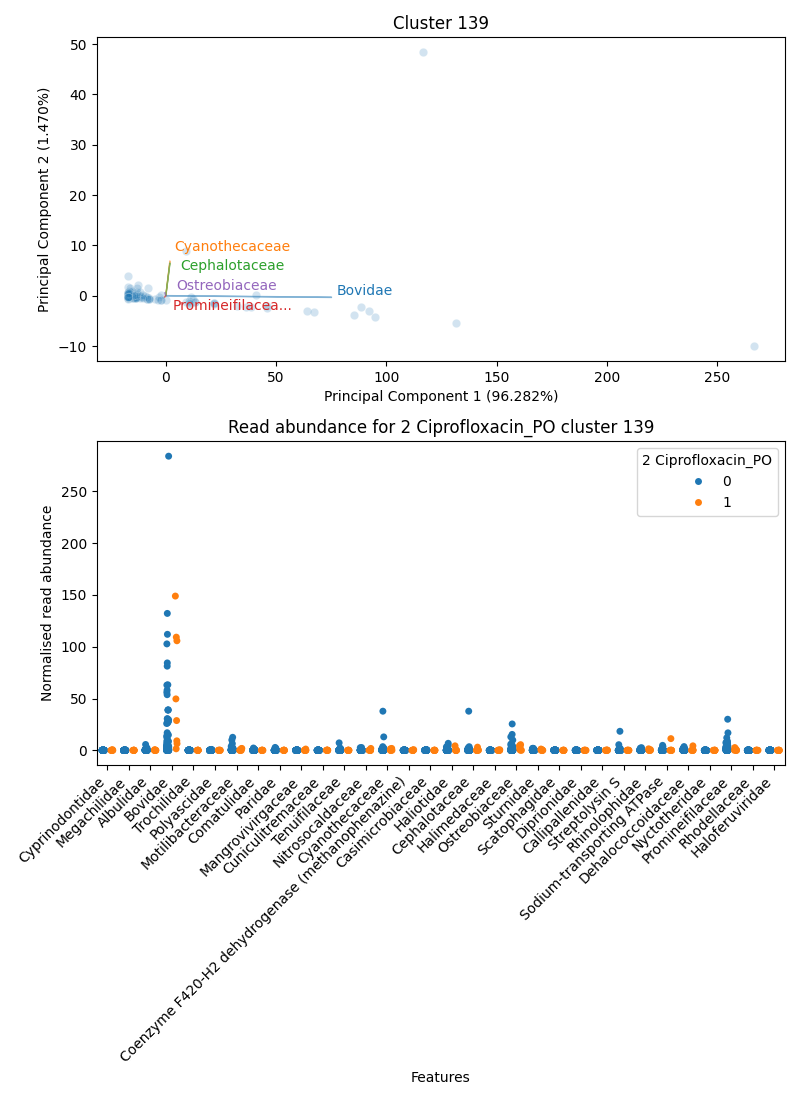 Cluster 139
50
40
30
20
10
0
−10
Principal Component 2 (1.470%)
Cyanothecaceae
Cephalotaceae
Ostreobiaceae
Bovidae
Promineifilacea...
0
50
100
150
200
250
Principal Component 1 (96.282%)
Read abundance for 2 Ciprofloxacin_PO cluster 139
2 Ciprofloxacin_PO
0
1
250
200
150
100
50
0
Normalised read abundance
Cyprinodontidae
Megachilidae
Albulidae
Bovidae
Trochilidae
Polyascidae
Motilibacteraceae
Comatulidae
Paridae
Mangrovivirgaceae
Cuniculitremaceae
Tenuifilaceae
Nitrosocaldaceae
Cyanothecaceae
Coenzyme F420-H2 dehydrogenase (methanophenazine)
Casimicrobiaceae
Haliotidae
Cephalotaceae
Halimedaceae
Ostreobiaceae
Sturnidae
Scatophagidae
Diprionidae
Callipallenidae
Streptolysin S
Rhinolophidae
Sodium-transporting ATPase
Dehalococcoidaceae
Nyctotheridae
Promineifilaceae
Rhodellaceae
Haloferuviridae
Features